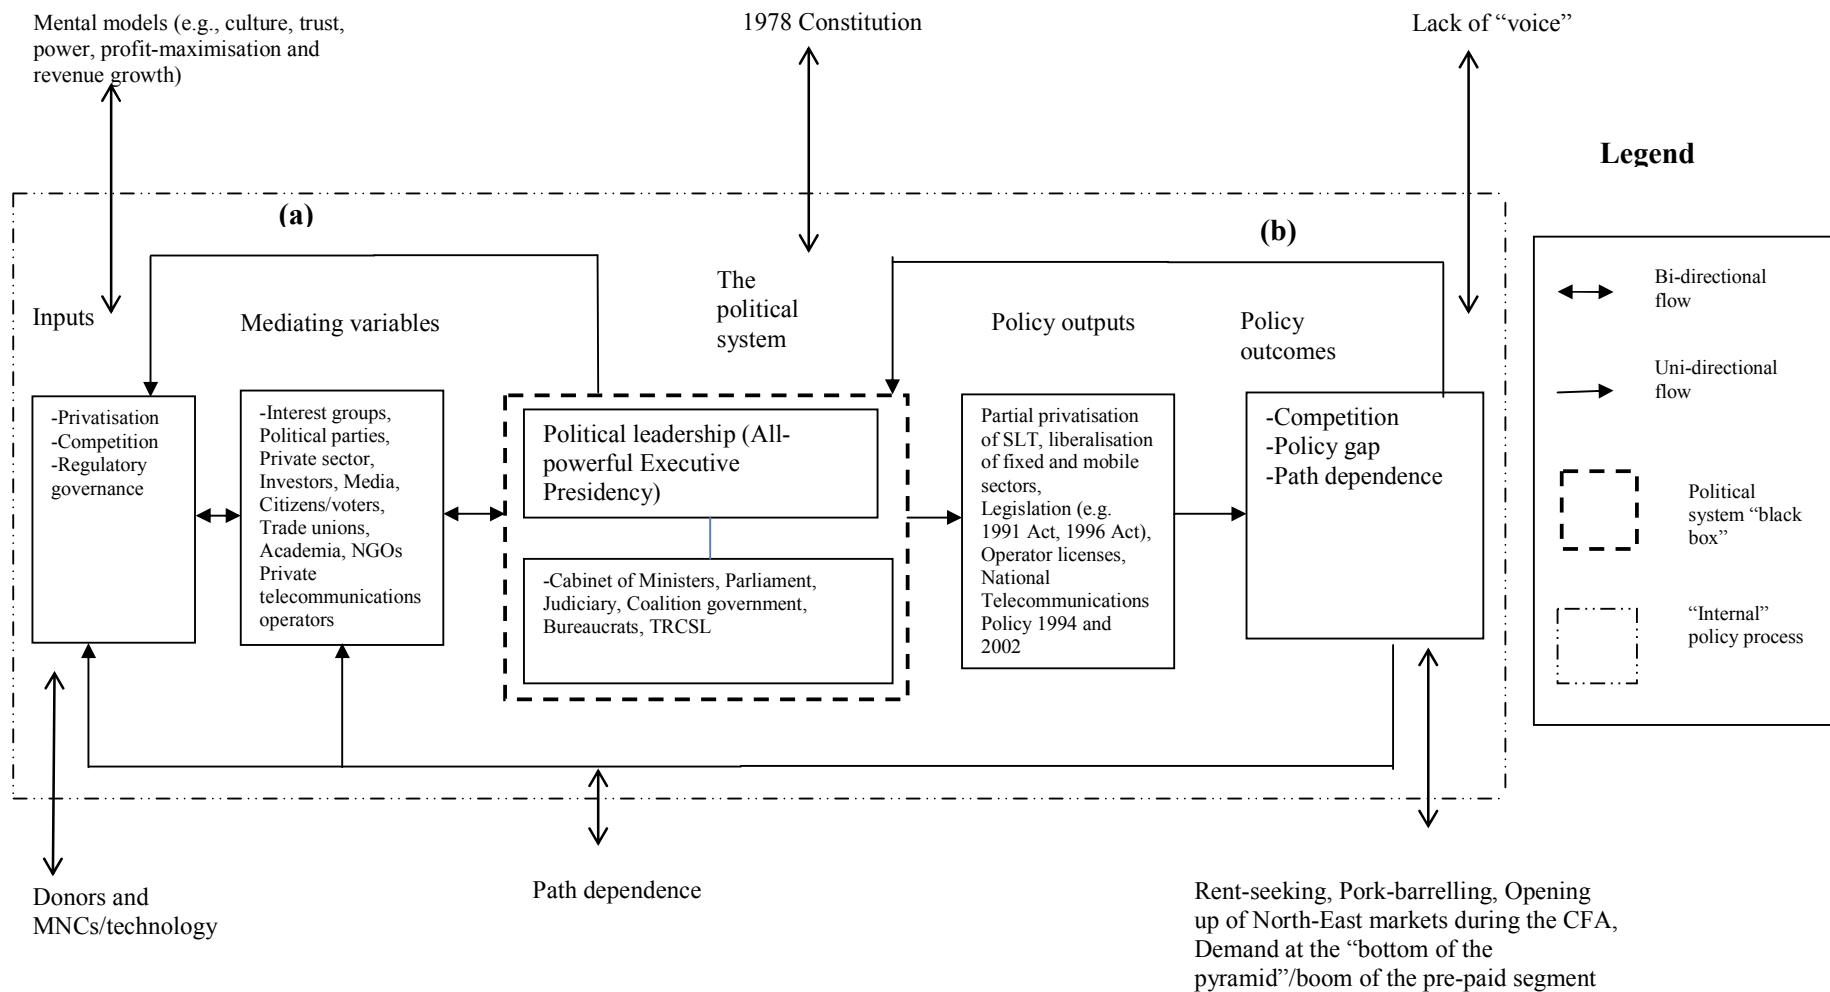 Mental models (e.g., culture, trust,
power, profit-maximisation and
revenue growth)
1978 Constitution
Lack of “voice”
Legend
(a)
(b)
The
political
system
Inputs
Mediating variables
Policy outputs
Policy
outcomes
-Privatisation
-Competition
-Regulatory
governance
-Interest groups,
Political parties,
Private sector,
Investors, Media,
Citizens/voters,
Trade unions,
Academia, NGOs
Private
telecommunications
operators
Political leadership (All-
powerful Executive
Presidency)
-Cabinet of Ministers, Parliament,
Judiciary, Coalition government,
Bureaucrats, TRCSL
Partial privatisation
of SLT, liberalisation
of fixed and mobile
sectors,
Legislation (e.g.
1991 Act, 1996 Act),
Operator licenses,
National
Telecommunications
Policy 1994 and
2002
-Competition
-Policy gap
-Path dependence
Bi-directional
flow
Uni-directional
flow
Political
system “black
box”
“Internal”
policy process
Donors and
MNCs/technology
Path dependence
Rent-seeking, Pork-barrelling, Opening
up of North-East markets during the CFA,
Demand at the “bottom of the
pyramid”/boom of the pre-paid segment